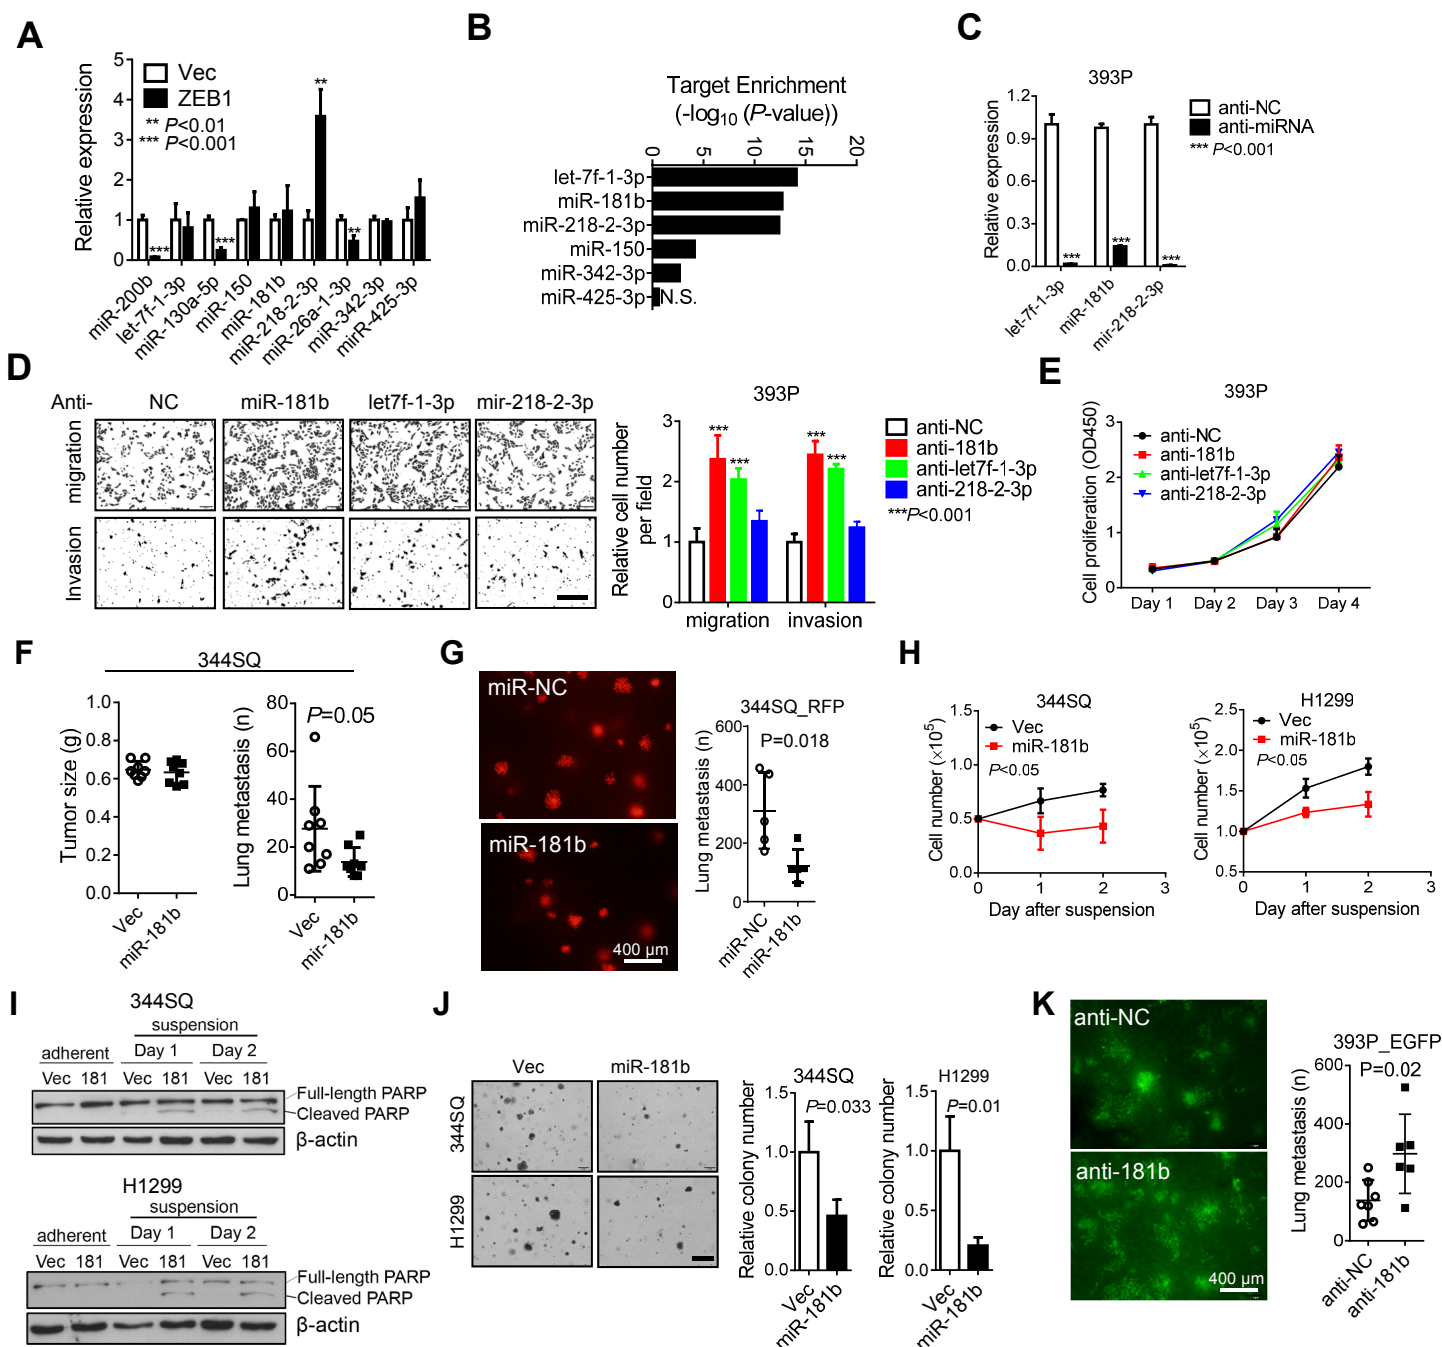 A
Vec
ZEB1
** P<0.01
*** P<0.001
Relative expression
5
4
3
2
1
0
**
***
***
**
miR-200b
let-7f-1-3p
miR-130a-5p
miR-150
miR-181b
miR-218-2-3p
miR-26a-1-3p
miR-342-3p
mirR-425-3p
B
Target Enrichment
(-log10 (P-value))
0
5
10
15
20
let-7f-1-3p
miR-181b
miR-218-2-3p
miR-150
miR-342-3p
miR-425-3p
N.S.
C
393P
anti-NC
anti-miRNA
*** P<0.001
Relative expression
1.2
0.9
0.6
0.3
0.0
***
***
***
let-7f-1-3p
miR-181b
mir-218-2-3p
D
Anti-
NC
miR-181b
let7f-1-3p
mir-218-2-3p
migration
Invasion
393P
Relative cell number
per field
3
2
1
0
***
***
***
***
migration
invasion
anti-NC
anti-181b
anti-let7f-1-3p
anti-218-2-3p
***P<0.001
E
393P
anti-NC
anti-181b
anti-let7f-1-3p
anti-218-2-3p
Cell proliferation (OD450)
3
2
1
0
Day 1
Day 2
Day 3
Day 4
F
344SQ
Tumor size (g)
1.0
0.8
0.6
0.4
0.2
0.0
Vec
miR-181b
Lung metastasis (n)
80
60
40
20
0
P=0.05
Vec
mir-181b
G
miR-NC
miR-181b
400 µm
344SQ_RFP
P=0.018
Lung metastasis (n)
600
400
200
0
miR-NC
miR-181b
H
344SQ
Vec
miR-181b
P<0.05
Cell number (×10⁵)
1.5
1.0
0.5
0.0
0
1
2
3
Day after suspension
H1299
Vec
miR-181b
P<0.05
Cell number (×10⁵)
2.5
2.0
1.5
1.0
0.5
0
1
2
3
Day after suspension
I
344SQ
suspension
adherent
Day 1
Day 2
Vec 181 Vec 181 Vec 181
Full-length PARP
Cleaved PARP
β-actin
H1299
suspension
adherent
Day 1
Day 2
Vec 181 Vec 181 Vec 181
Full-length PARP
Cleaved PARP
β-actin
J
Vec
miR-181b
344SQ
H1299
344SQ
P=0.033
Relative colony number
1.5
1.0
0.5
0.0
Vec
miR-181b
H1299
P=0.01
Relative colony number
1.5
1.0
0.5
0.0
Vec
miR-181b
K
anti-NC
anti-181b
400 µm
393P_EGFP
P=0.02
Lung metastasis (n)
600
400
200
0
anti-NC
anti-181b